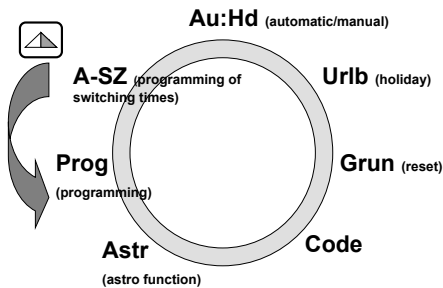 Au:Hd (automatic/manual)
A-SZ (programming of
switching times)
Urlb (holiday)
Prog
(programming)
Grun (reset)
Astr
(astro function)
Code